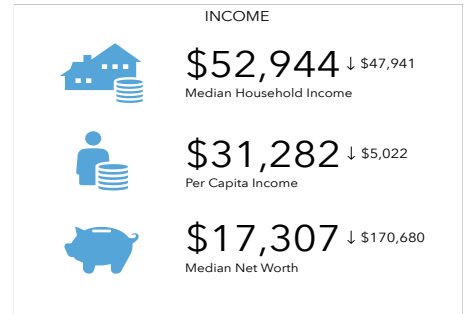 INCOME
$52,944 ↓ $47,941
Median Household Income
$31,282 ↓ $5,022
Per Capita Income
$17,307 ↓ $170,680
Median Net Worth